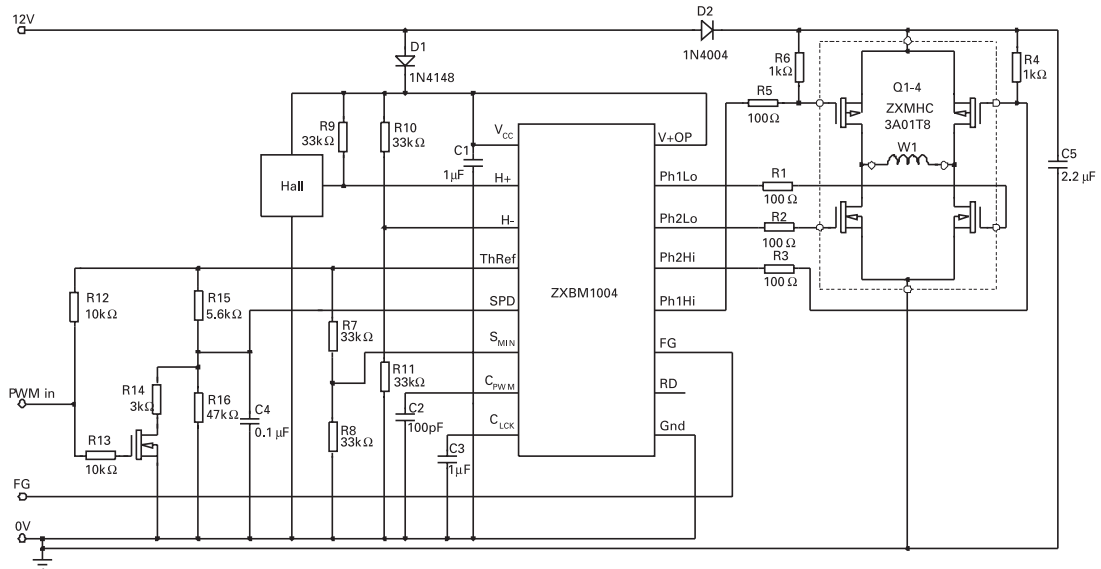 12V
D2
1N4004
D1
1N4148
R6
1kΩ
R4
1kΩ
Q1-4
ZXMHC
3A01T8
R5
100Ω
R9
33kΩ
R10
33kΩ
C1
1μF
VCC
V+OP
W1
C5
2.2 μF
Hall
H+
Ph1Lo
R1
100 Ω
H-
Ph2Lo
R2
100 Ω
ThRef
Ph2Hi
R3
100 Ω
ZXBM1004
R12
10kΩ
R15
5.6kΩ
SPD
Ph1Hi
R7
33kΩ
SMIN
FG
R11
33kΩ
PWM in
R14
3kΩ
R16
47kΩ
CPWM
RD
C4
0.1 μF
C2
100pF
R8
33kΩ
CLCK
Gnd
R13
10kΩ
C3
1μF
FG
0V